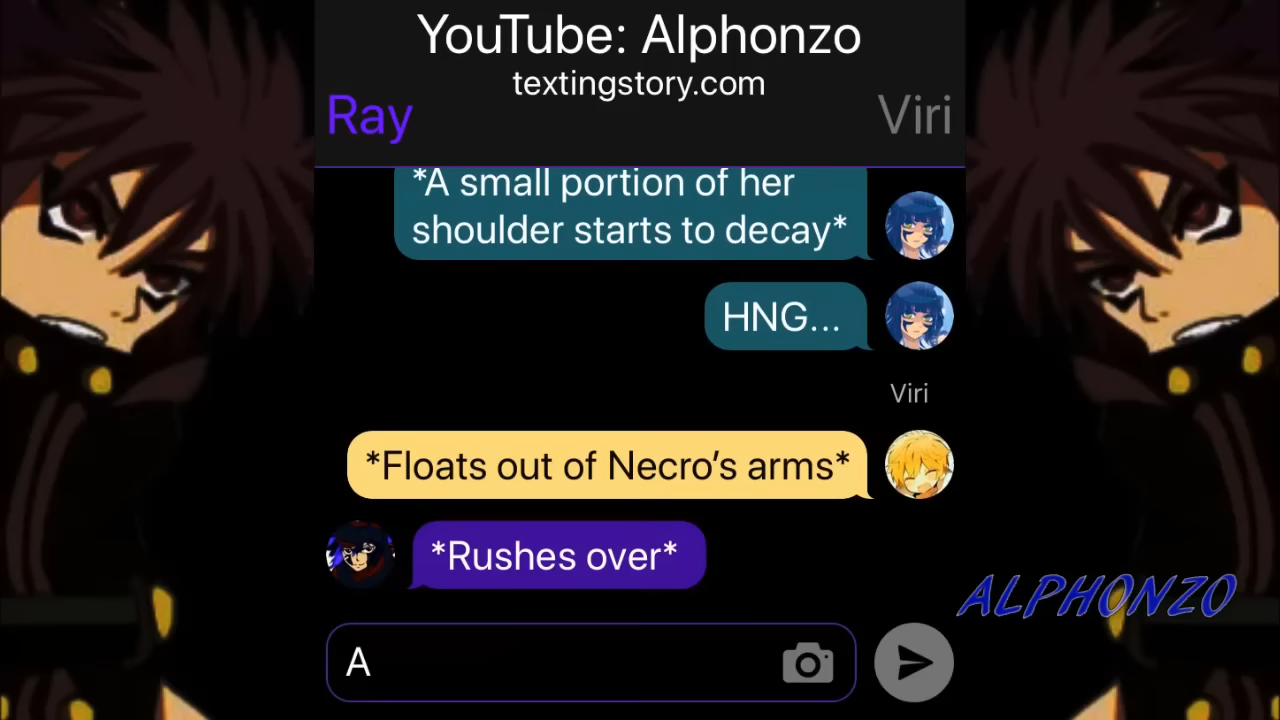 YouTube: Alphonzo
textingstory.com
Ray
Viri
*A small portion of her
shoulder starts to decay*
HNG...
Viri
*Floats out of Necro’s arms*
*Rushes over*
ALPHONZO
A